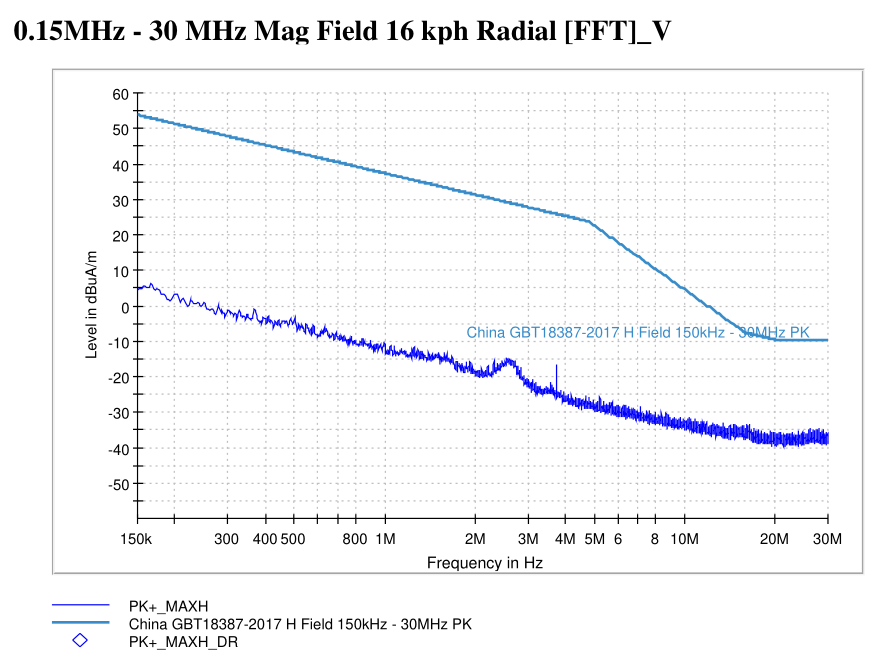 0.15MHz - 30 MHz Mag Field 16 kph Radial [FFT]_V
60
50
40
30
20
10
0
-10
-20
-30
-40
-50
Level in dBuA/m
China GBT18387-2017 H Field 150kHz - 30MHz PK
150k 300 400 500 800 1M 2M 3M 4M 5M 6 8 10M 20M 30M
Frequency in Hz
PK+_MAXH
China GBT18387-2017 H Field 150kHz - 30MHz PK
PK+_MAXH_DR